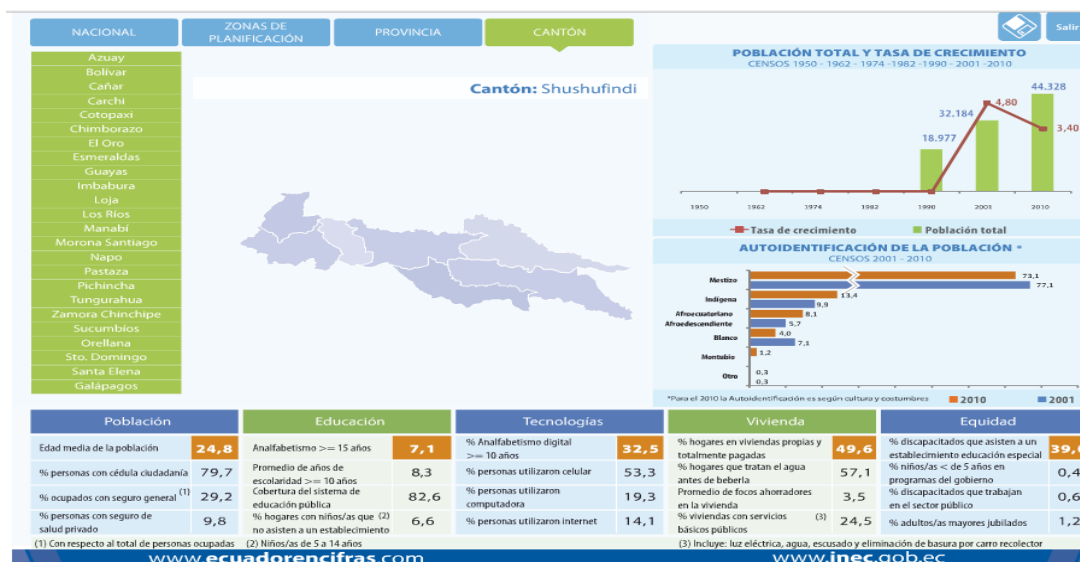 NACIONAL
ZONAS DE
PLANIFICACIÓN
PROVINCIA
CANTÓN
Salir
Azuay
Bolívar
Cañar
Carchi
Cotopaxi
Chimborazo
El Oro
Esmeraldas
Guayas
Imbabura
Loja
Los Ríos
Manabí
Morona Santiago
Napo
Pastaza
Pichincha
Tungurahua
Zamora Chinchipe
Sucumbíos
Orellana
Sto. Domingo
Santa Elena
Galápagos
Cantón: Shushufindi
POBLACIÓN TOTAL Y TASA DE CRECIMIENTO
CENSOS 1950 - 1962 - 1974 -1982 -1990 - 2001 -2010
44.328
4,80
32.184
3,40
18.977
1950 1962 1974 1982 1990 2001 2010
Tasa de crecimiento Población total
AUTOIDENTIFICACIÓN DE LA POBLACIÓN *
CENSOS 2001 - 2010
Mestizo 73,1
77,1
Indígena 13,4
9,9
Afroecuatoriano 8,1
Afrodescendiente 5,7
Blanco 4,0
7,1
Montubio 1,2
Otro 0,3
0,3
*Para el 2010 la Autoidentificación es según cultura y costumbres 2010 2001
Población
Edad media de la población 24,8
% personas con cédula ciudadanía 79,7
% ocupados con seguro general (1) 29,2
% personas con seguro de
salud privado 9,8
Educación
Analfabetismo >= 15 años 7,1
Promedio de años de
escolaridad >= 10 años 8,3
Cobertura del sistema de
educación pública 82,6
% hogares con niños/as que (2)
no asisten a un establecimiento 6,6
Tecnologías
% Analfabetismo digital
>= 10 años 32,5
% personas utilizaron celular 53,3
% personas utilizaron
computadora 19,3
% personas utilizaron internet 14,1
Vivienda
% hogares en viviendas propias y
totalmente pagadas 49,6
% hogares que tratan el agua
antes de beberla 57,1
Promedio de focos ahorradores
en la vivienda 3,5
% viviendas con servicios (3)
básicos públicos 24,5
Equidad
% discapacitados que asisten a un
establecimiento educación especial 39,
% niños/as < de 5 años en
programas del gobierno 0,4
% discapacitados que trabajan
en el sector público 0,6
% adultos/as mayores jubilados 1,2
(1) Con respecto al total de personas ocupadas (2) Niños/as de 5 a 14 años (3) Incluye: luz eléctrica, agua, escusado y eliminación de basura por carro recolector
www.ecuadorencifras.com www.inec.gob.ec